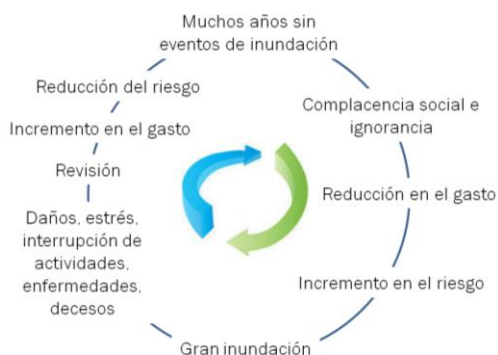 Muchos años sin
eventos de inundación
Complacencia social e
ignorancia
Reducción en el gasto
Incremento en el riesgo
Gran inundación
Daños, estrés,
interrupción de
actividades,
enfermedades,
decesos
Revisión
Incremento en el gasto
Reducción del riesgo